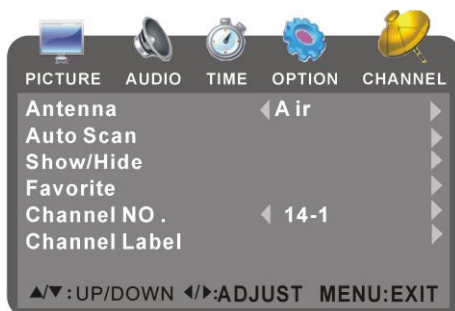 PICTURE AUDIO TIME OPTION CHANNEL
Antenna Air
Auto Scan
Show/Hide
Favorite
Channel NO. 14-1
Channel Label
▲/▼:UP/DOWN ◀/▶:ADJUST MENU:EXIT